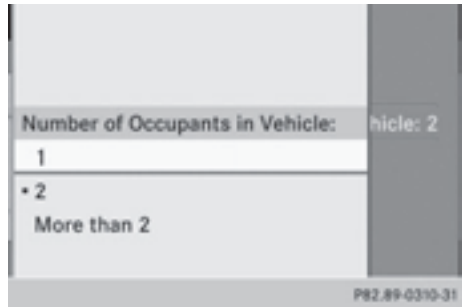 Number of Occupants in Vehicle:
hicle: 2
1
• 2
More than 2
P82.89-0310-31